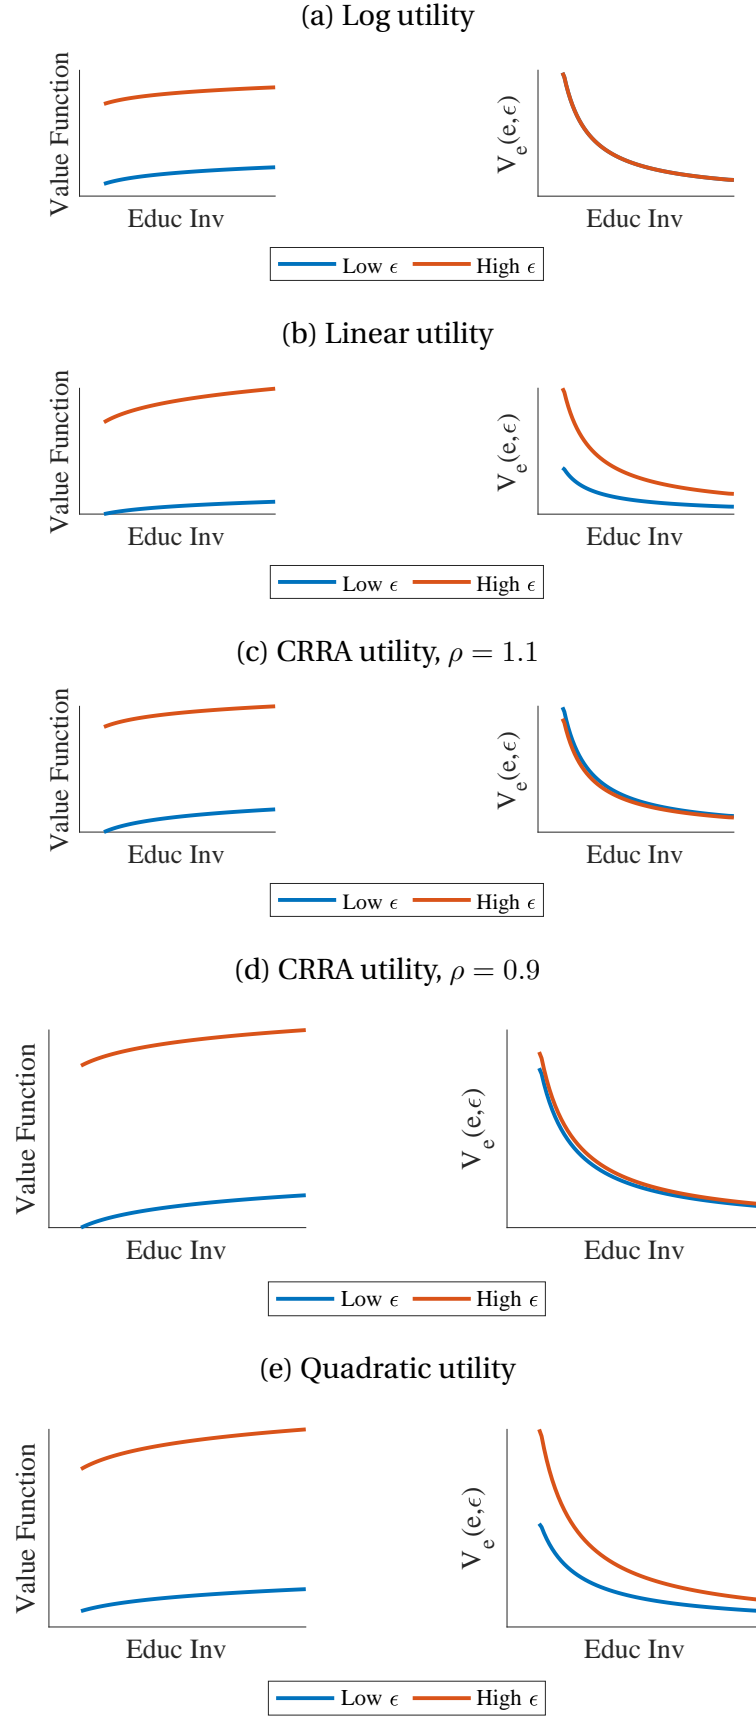 (a) Log utility
Value Function
Educ Inv
V_e(e,ϵ)
Educ Inv
Low ϵ High ϵ
(b) Linear utility
Value Function
Educ Inv
V_e(e,ϵ)
Educ Inv
Low ϵ High ϵ
(c) CRRA utility, ρ = 1.1
Value Function
Educ Inv
V_e(e,ϵ)
Educ Inv
Low ϵ High ϵ
(d) CRRA utility, ρ = 0.9
Value Function
Educ Inv
V_e(e,ϵ)
Educ Inv
Low ϵ High ϵ
(e) Quadratic utility
Value Function
Educ Inv
V_e(e,ϵ)
Educ Inv
Low ϵ High ϵ